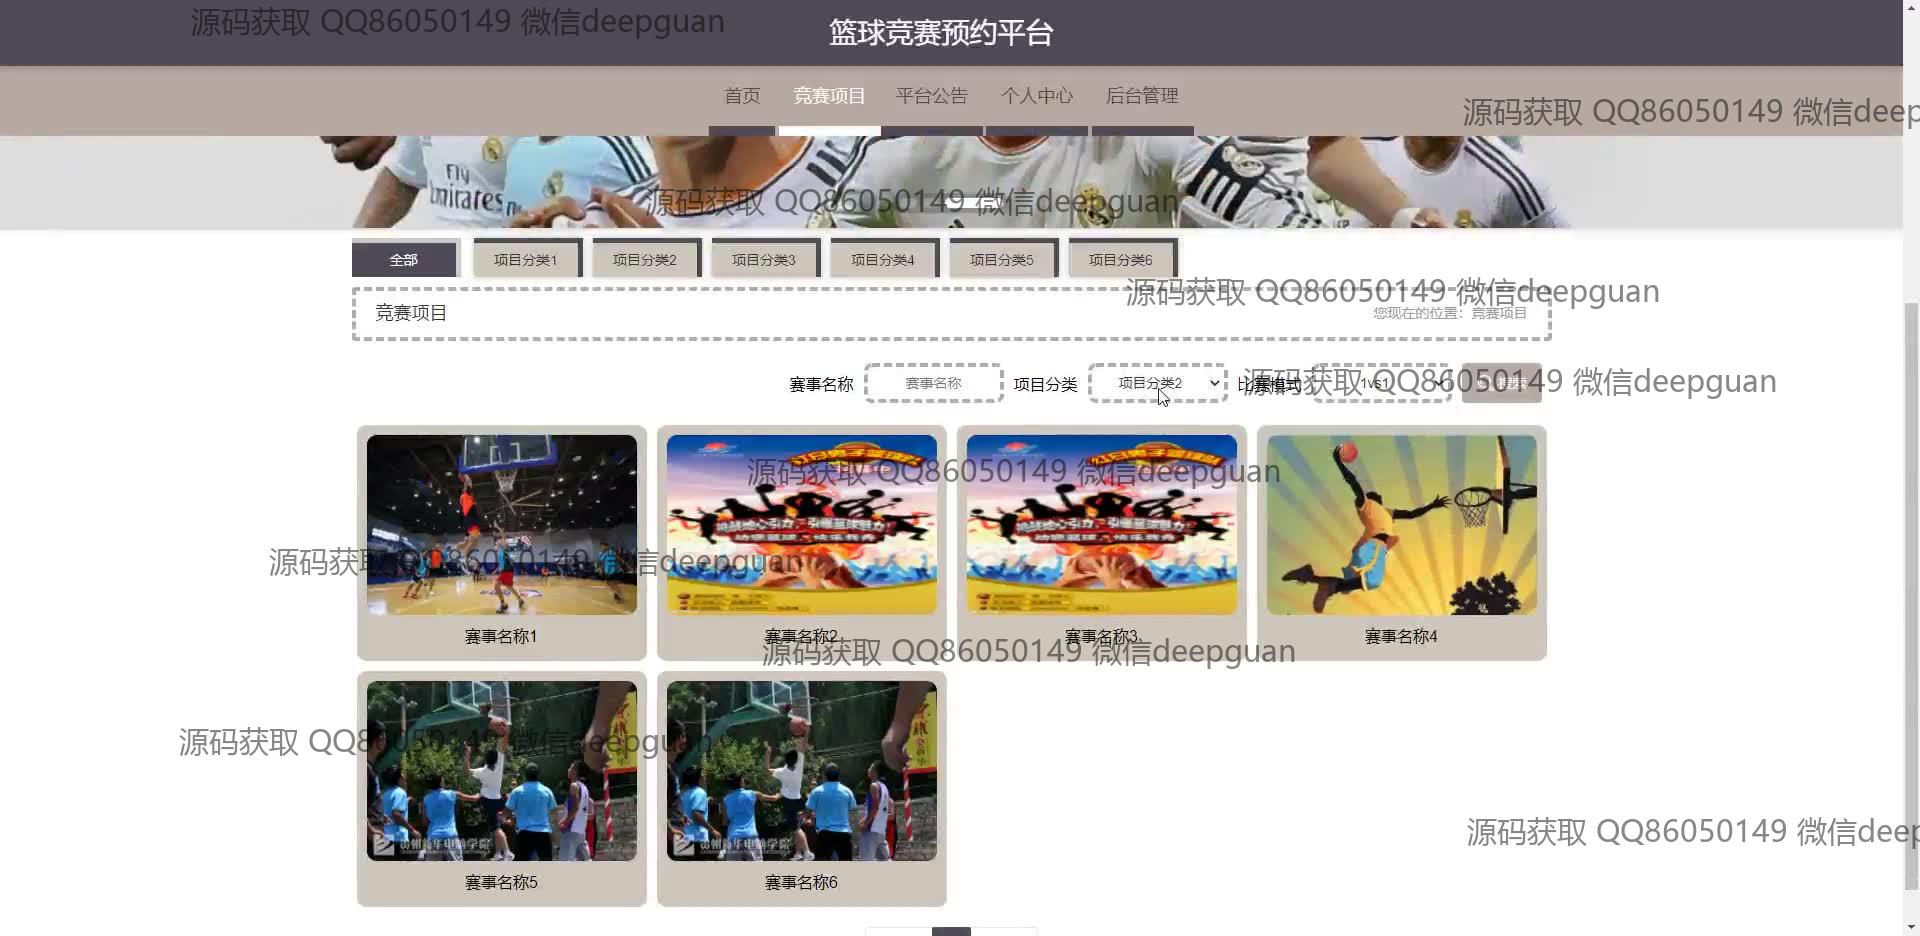 源码获取 QQ86050149 微信deepguan
篮球竞赛预约平台
首页 竞赛项目 平台公告 个人中心 后台管理
源码获取 QQ86050149 微信deep
Fly
Emirates
源码获取 QQ86050149 微信deepguan
全部 项目分类1 项目分类2 项目分类3 项目分类4 项目分类5 项目分类6
源码获取 QQ86050149 微信deepguan
竞赛项目 您现在的位置：竞赛项目
赛事名称 赛事名称 项目分类 项目分类2 比赛模式 1vs1 搜索
源码获取 QQ86050149 微信deepguan
源码获取 QQ86050149 微信deepguan
源码获取 QQ86050149 微信deepguan
赛事名称1 赛事名称2 赛事名称3 赛事名称4
源码获取 QQ86050149 微信deepguan
源码获取 QQ86050149 微信deepguan
源码获取 QQ86050149 微信deep
赛事名称5 赛事名称6